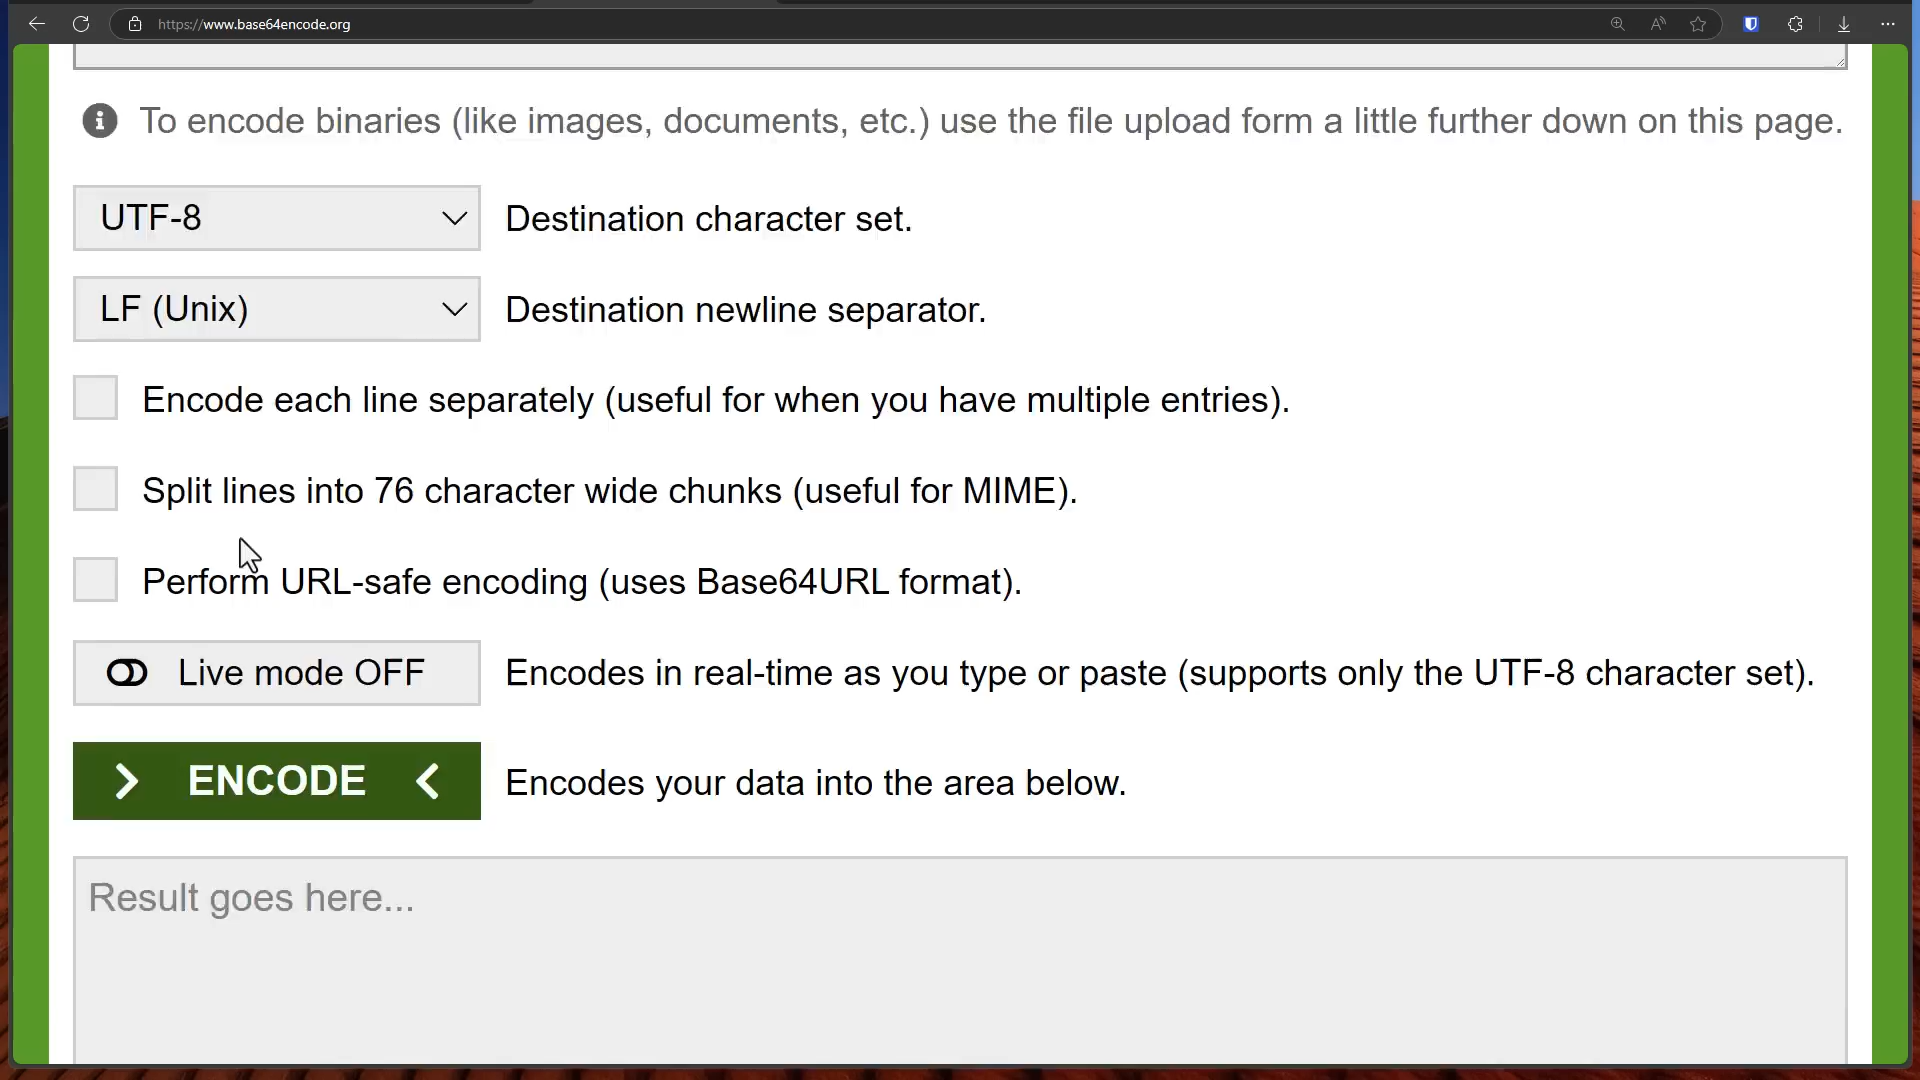 https://www.base64encode.org
To encode binaries (like images, documents, etc.) use the file upload form a little further down on this page.
UTF-8 Destination character set.
LF (Unix) Destination newline separator.
Encode each line separately (useful for when you have multiple entries).
Split lines into 76 character wide chunks (useful for MIME).
Perform URL-safe encoding (uses Base64URL format).
Live mode OFF Encodes in real-time as you type or paste (supports only the UTF-8 character set).
ENCODE Encodes your data into the area below.
Result goes here...